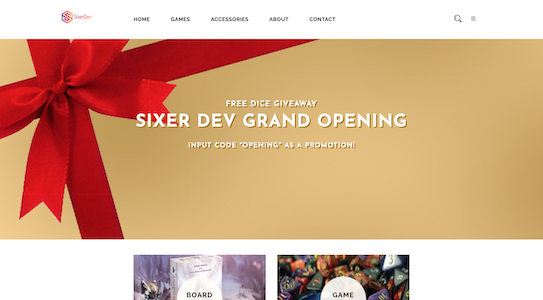 SixerDev
HOME GAMES ACCESSORIES ABOUT CONTACT
FREE DICE GIVEAWAY
SIXER DEV GRAND OPENING
INPUT CODE "OPENING" AS A PROMOTION!
BOARD GAME